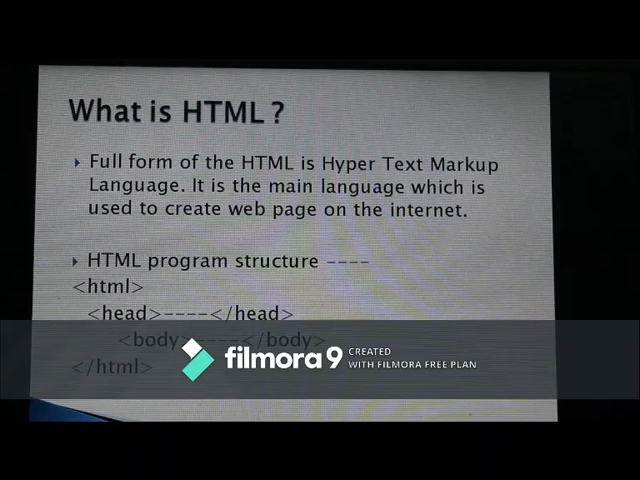 What is HTML ?
Full form of the HTML is Hyper Text Markup
Language. It is the main language which is
used to create web page on the internet.
HTML program structure ----
<html>
<head>----</head>
<body>----</body>
</html>
filmora9 CREATED
WITH FILMORA FREE PLAN